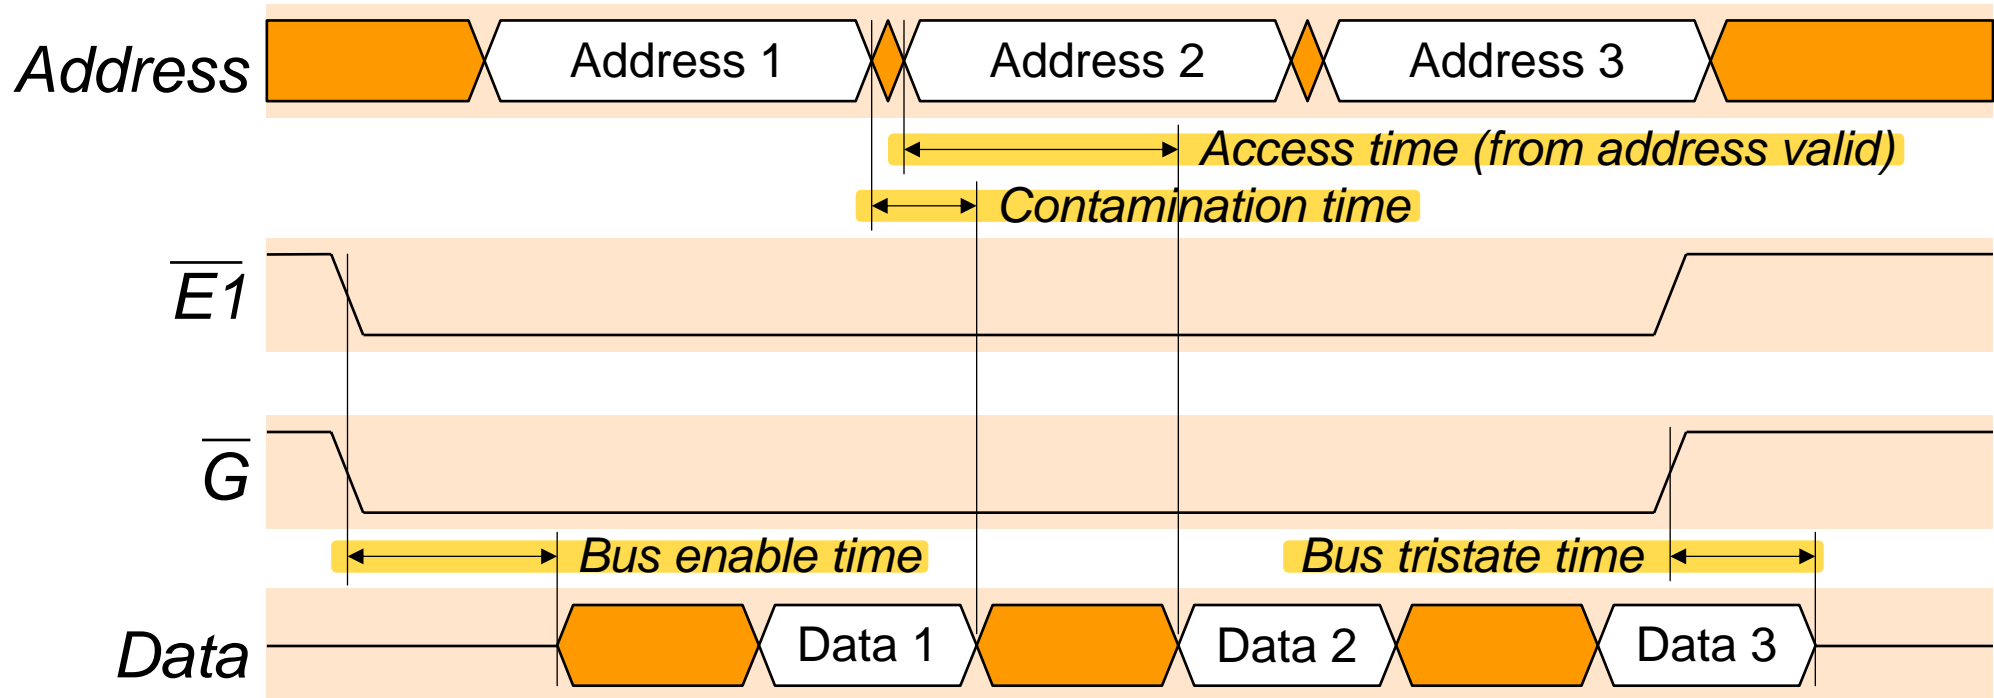 Address
Address 1
Address 2
Address 3
Access time (from address valid)
Contamination time
E1
G
Bus enable time
Bus tristate time
Data
Data 1
Data 2
Data 3